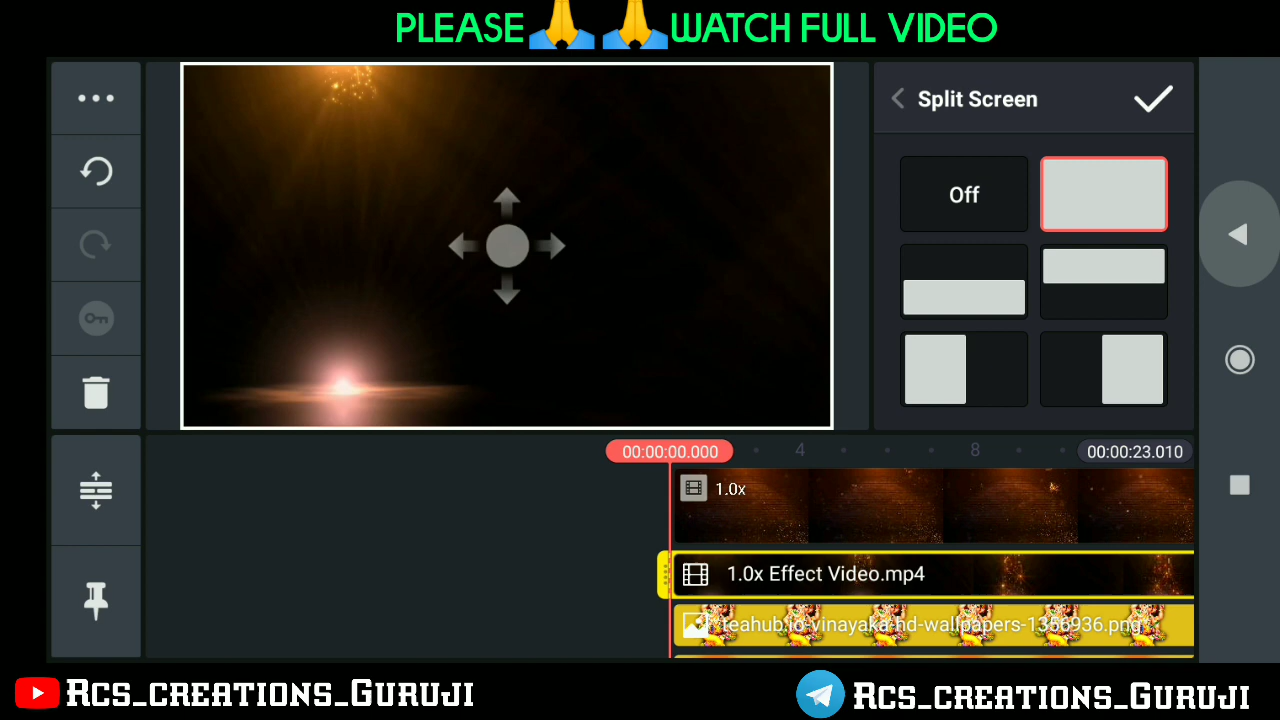 PLEASE🙏 🙏WATCH FULL VIDEO
Split Screen
Off
00:00:00.000
4
8
00:00:23.010
1.0x
1.0x Effect Video.mp4
teahub.io-vinayaka-hd-wallpapers-1356936.png
Rcs_creations_Guruji
Rcs_creations_Guruji